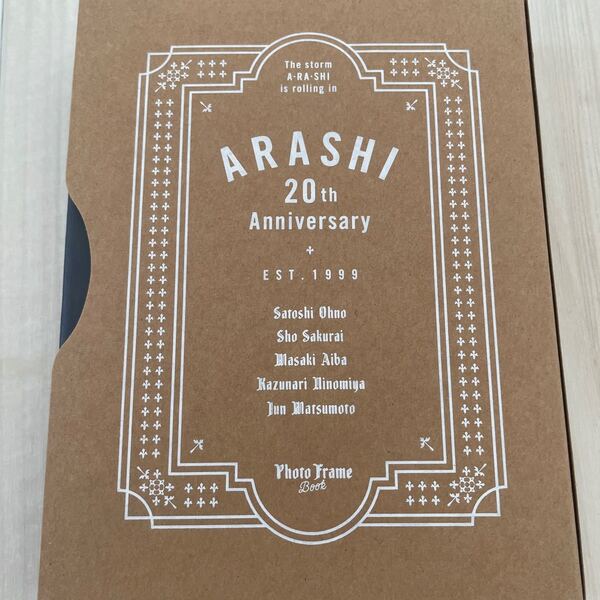 The storm
A·RA·SHI
is rolling in
ARASHI
20th
Anniversary
EST.1999
Satoshi Ohno
Sho Sakurai
Masaki Aiba
Kazunari Ninomiya
Jun Matsumoto
Photo Frame
Book